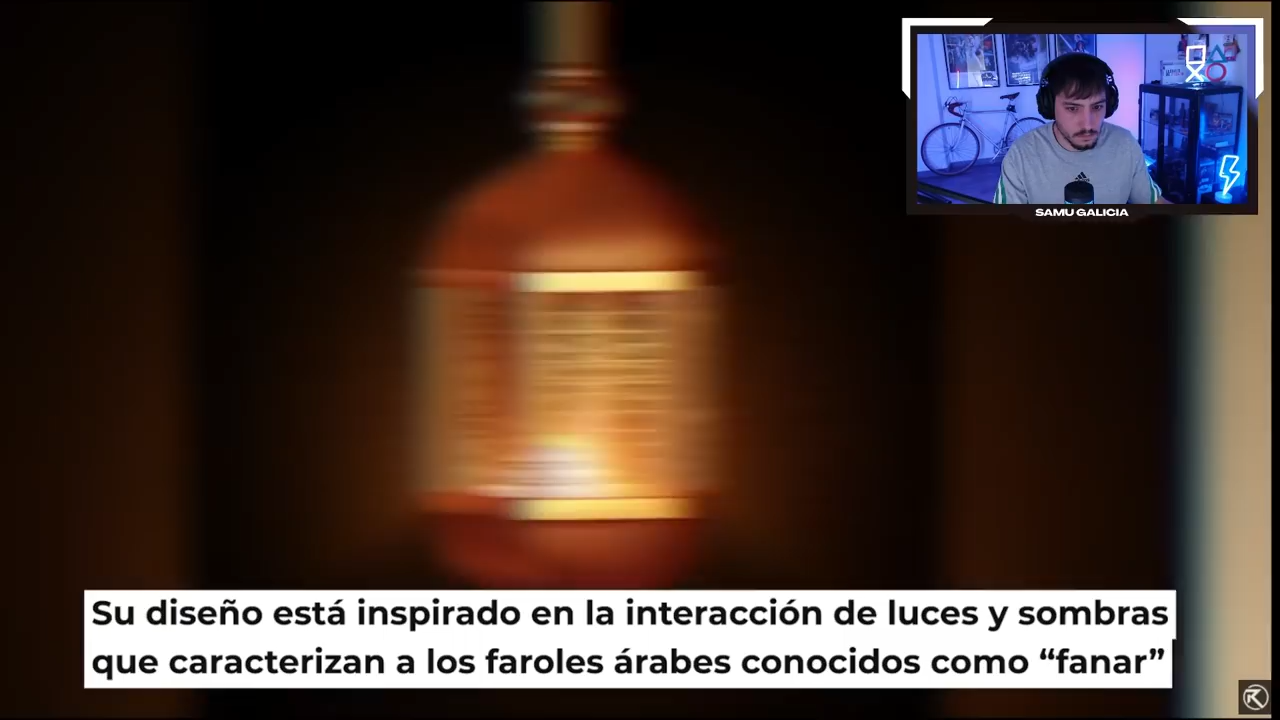 SAMU GALICIA
Su diseño está inspirado en la interacción de luces y sombras
que caracterizan a los faroles árabes conocidos como “fanar”